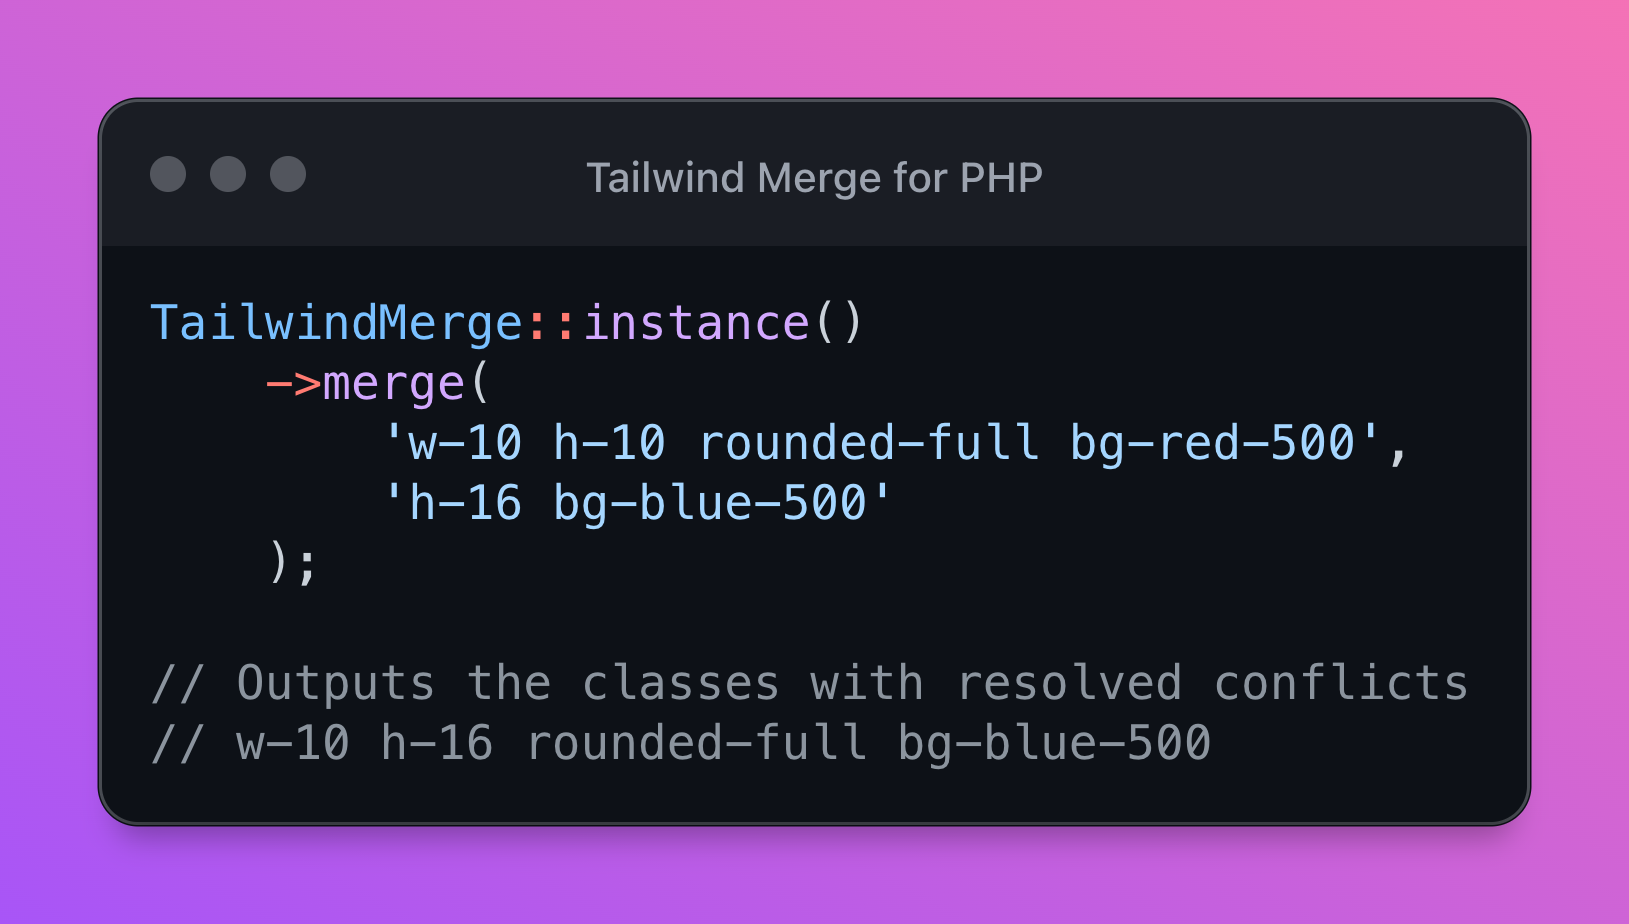 Tailwind Merge for PHP
TailwindMerge::instance()
    ->merge(
        'w-10 h-10 rounded-full bg-red-500',
        'h-16 bg-blue-500'
    );
// Outputs the classes with resolved conflicts
// w-10 h-16 rounded-full bg-blue-500